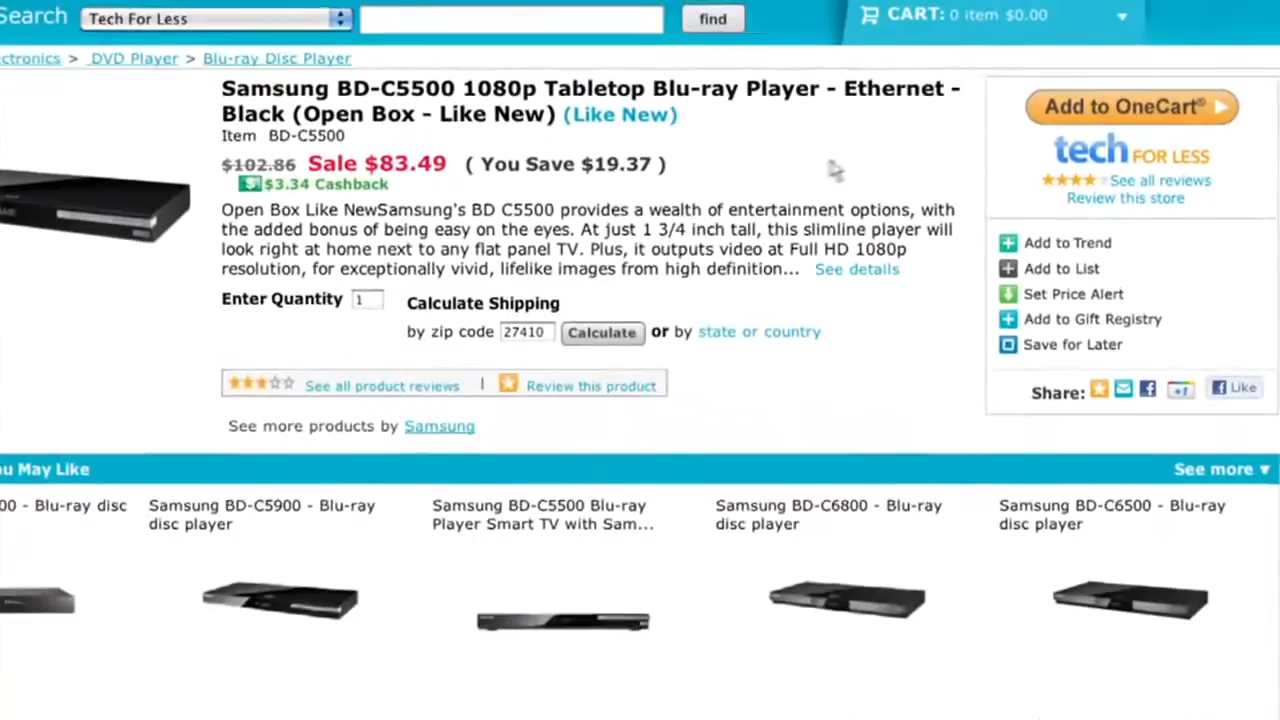 Search Tech For Less find CART: 0 item $0.00
ctronics > DVD Player > Blu-ray Disc Player
Samsung BD-C5500 1080p Tabletop Blu-ray Player - Ethernet -
Black (Open Box - Like New) (Like New)
Item BD-C5500
$102.86 Sale $83.49 ( You Save $19.37 )
$3.34 Cashback
Open Box Like NewSamsung's BD C5500 provides a wealth of entertainment options, with
the added bonus of being easy on the eyes. At just 1 3/4 inch tall, this slimline player will
look right at home next to any flat panel TV. Plus, it outputs video at Full HD 1080p
resolution, for exceptionally vivid, lifelike images from high definition... See details
Enter Quantity 1 Calculate Shipping
by zip code 27410 Calculate or by state or country
See all product reviews | Review this product
See more products by Samsung
Add to OneCart®
tech FOR LESS
See all reviews
Review this store
Add to Trend
Add to List
Set Price Alert
Add to Gift Registry
Save for Later
Share: +1 Like
ou May Like See more
00 - Blu-ray disc
Samsung BD-C5900 - Blu-ray
disc player
Samsung BD-C5500 Blu-ray
Player Smart TV with Sam...
Samsung BD-C6800 - Blu-ray
disc player
Samsung BD-C6500 - Blu-ray
disc player